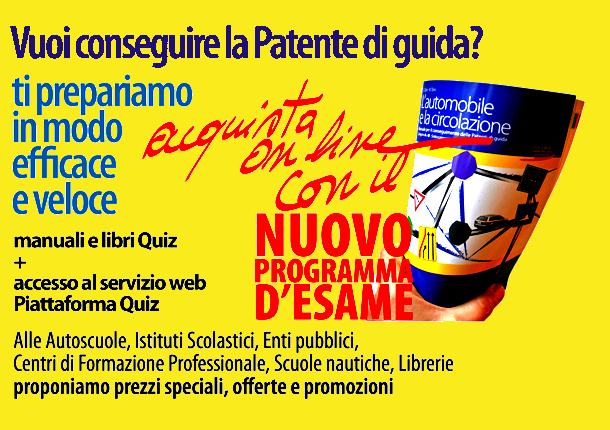 Vuoi conseguire la Patente di guida?
ti prepariamo
in modo
efficace
e veloce
acquista
on line
con il
NUOVO
PROGRAMMA
D'ESAME
L'automobile
e la circolazione
manuali e libri Quiz
+
accesso al servizio web
Piattaforma Quiz
Alle Autoscuole, Istituti Scolastici, Enti pubblici,
Centri di Formazione Professionale, Scuole nautiche, Librerie
proponiamo prezzi speciali, offerte e promozioni